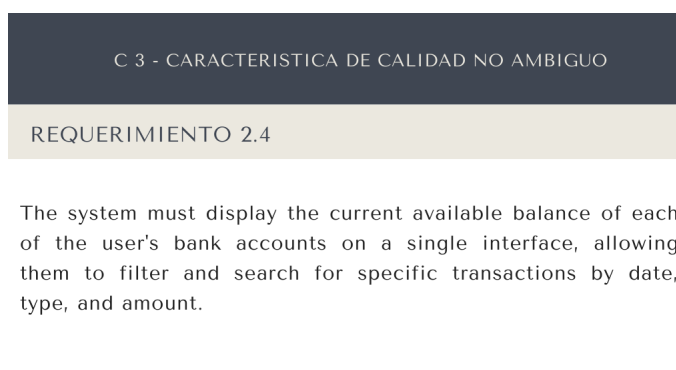 C 3 - CARACTERISTICA DE CALIDAD NO AMBIGUO
REQUERIMIENTO 2.4
The system must display the current available balance of each
of the user's bank accounts on a single interface, allowing
them to filter and search for specific transactions by date,
type, and amount.